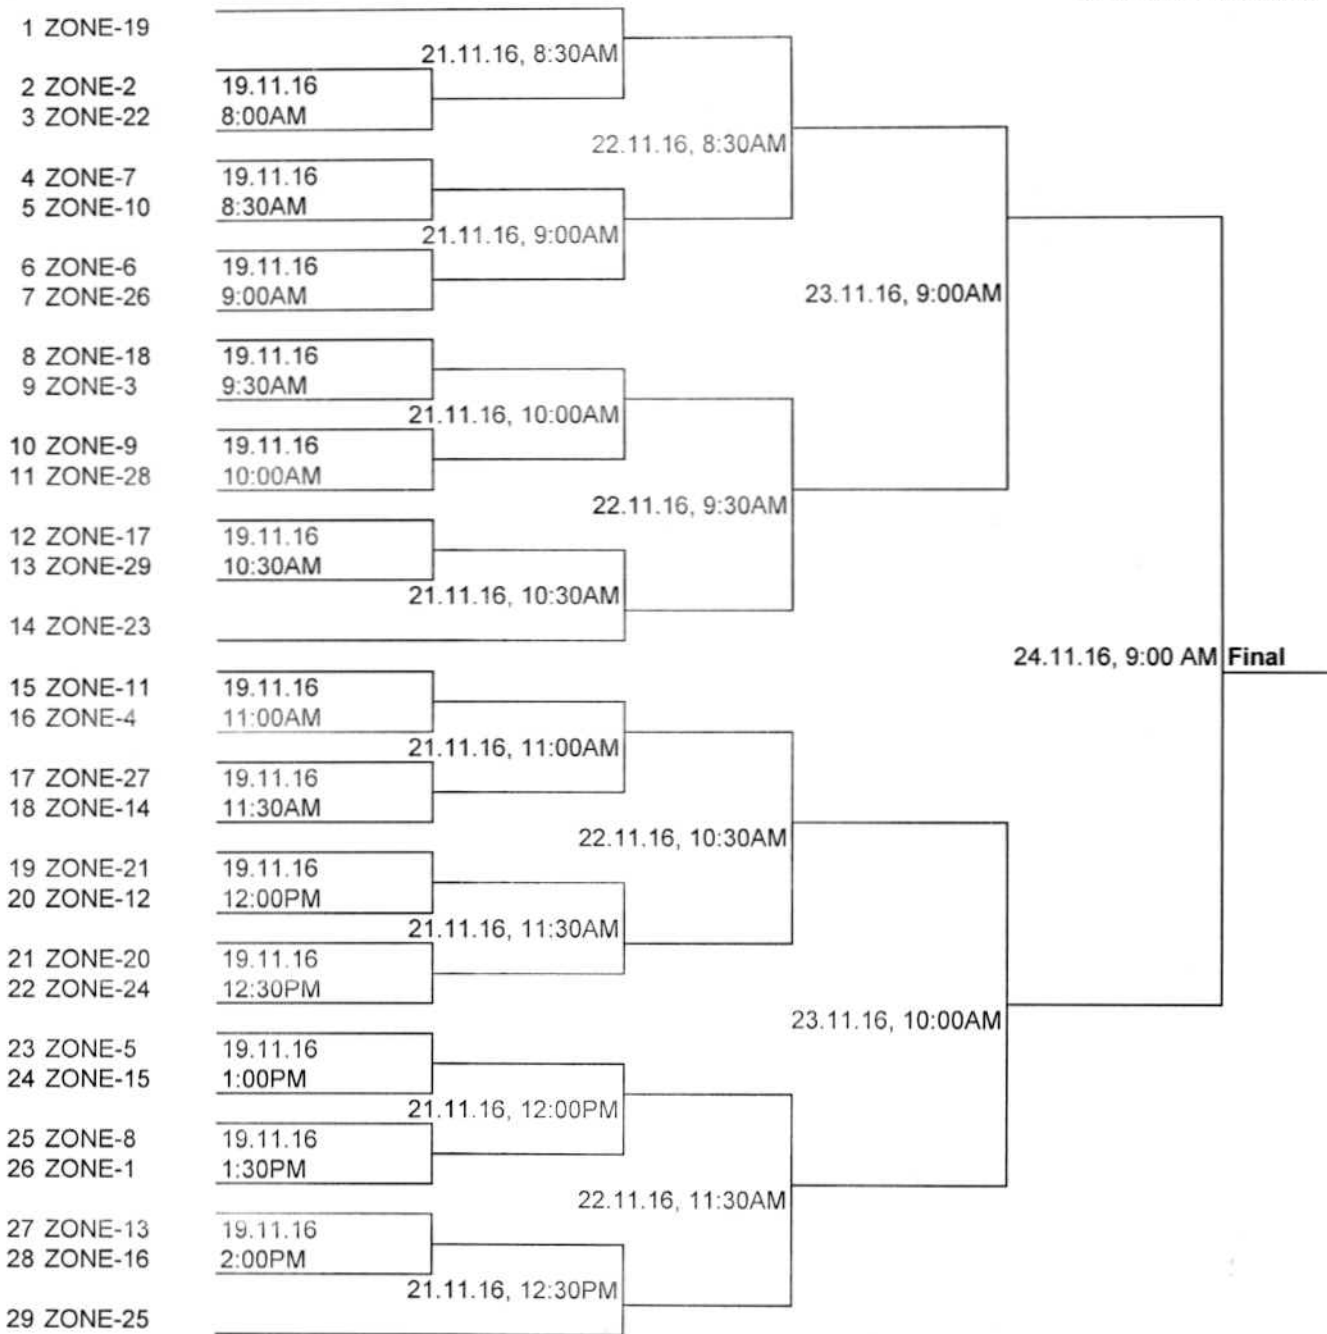 1 ZONE-19
21.11.16, 8:30AM
2 ZONE-2 19.11.16
3 ZONE-22 8:00AM
22.11.16, 8:30AM
4 ZONE-7 19.11.16
5 ZONE-10 8:30AM
21.11.16, 9:00AM
6 ZONE-6 19.11.16
7 ZONE-26 9:00AM
23.11.16, 9:00AM
8 ZONE-18 19.11.16
9 ZONE-3 9:30AM
21.11.16, 10:00AM
10 ZONE-9 19.11.16
11 ZONE-28 10:00AM
22.11.16, 9:30AM
12 ZONE-17 19.11.16
13 ZONE-29 10:30AM
21.11.16, 10:30AM
14 ZONE-23
24.11.16, 9:00 AM Final
15 ZONE-11 19.11.16
16 ZONE-4 11:00AM
21.11.16, 11:00AM
17 ZONE-27 19.11.16
18 ZONE-14 11:30AM
22.11.16, 10:30AM
19 ZONE-21 19.11.16
20 ZONE-12 12:00PM
21.11.16, 11:30AM
21 ZONE-20 19.11.16
22 ZONE-24 12:30PM
23.11.16, 10:00AM
23 ZONE-5 19.11.16
24 ZONE-15 1:00PM
21.11.16, 12:00PM
25 ZONE-8 19.11.16
26 ZONE-1 1:30PM
22.11.16, 11:30AM
27 ZONE-13 19.11.16
28 ZONE-16 2:00PM
21.11.16, 12:30PM
29 ZONE-25